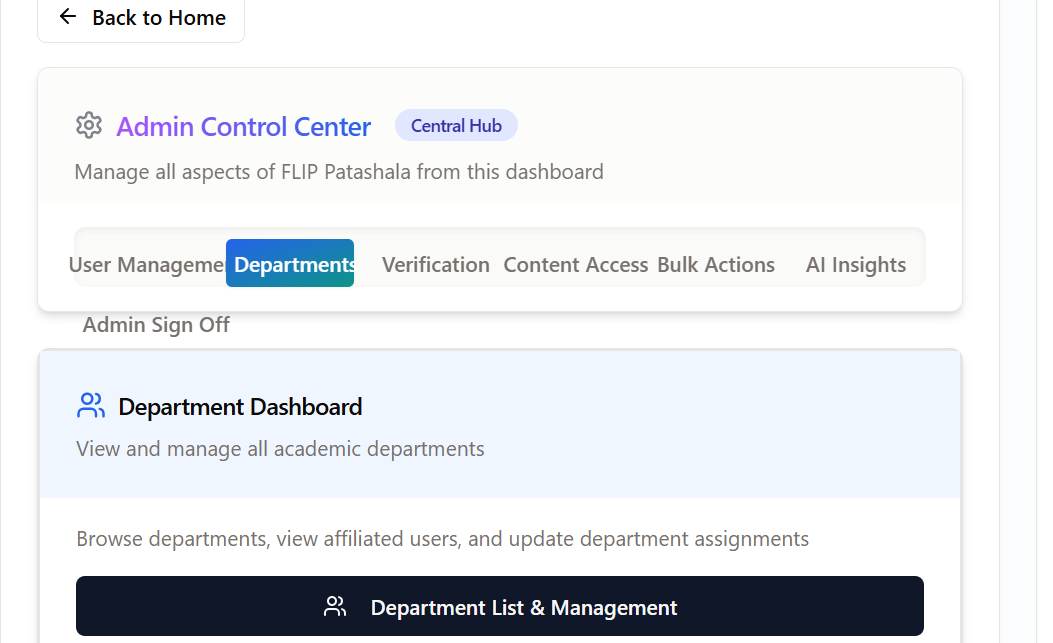 Back to Home
Admin Control Center
Central Hub
Manage all aspects of FLIP Patashala from this dashboard
User Managemer Departments Verification Content Access Bulk Actions AI Insights
Admin Sign Off
Department Dashboard
View and manage all academic departments
Browse departments, view affiliated users, and update department assignments
Department List & Management